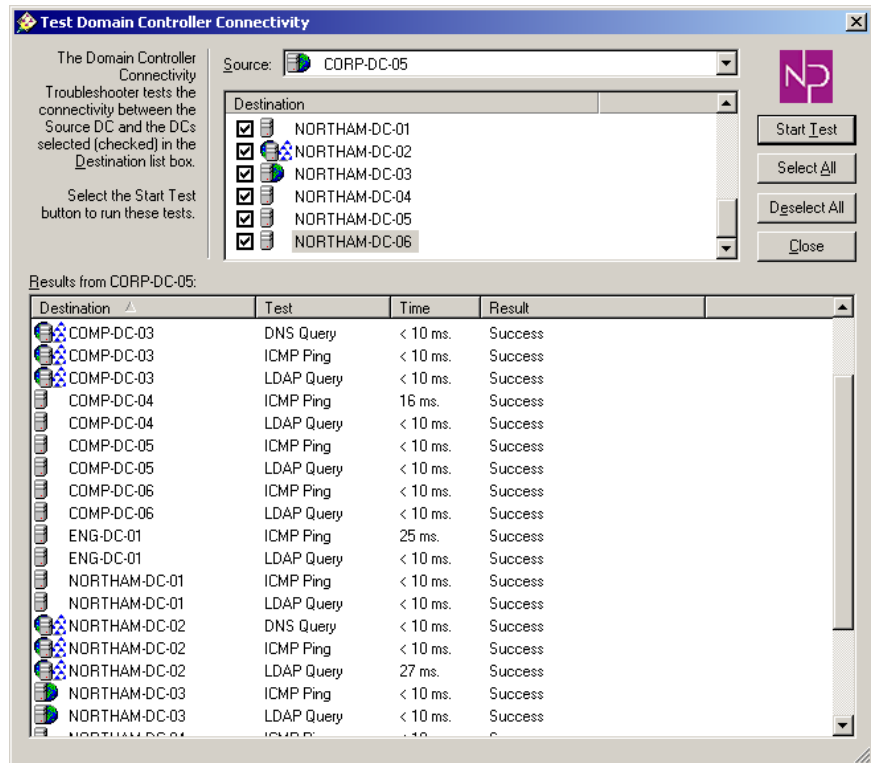 Test Domain Controller Connectivity
The Domain Controller
Connectivity
Troubleshooter tests the
connectivity between the
Source DC and the DCs
selected (checked) in the
Destination list box.
Select the Start Test
button to run these tests.
Source: CORP-DC-05
Destination
NORTHAM-DC-01
NORTHAM-DC-02
NORTHAM-DC-03
NORTHAM-DC-04
NORTHAM-DC-05
NORTHAM-DC-06
NP
Start Test
Select All
Deselect All
Close
Results from CORP-DC-05:
Destination Test Time Result
COMP-DC-03 DNS Query < 10 ms. Success
COMP-DC-03 ICMP Ping < 10 ms. Success
COMP-DC-03 LDAP Query < 10 ms. Success
COMP-DC-04 ICMP Ping 16 ms. Success
COMP-DC-04 LDAP Query < 10 ms. Success
COMP-DC-05 ICMP Ping < 10 ms. Success
COMP-DC-05 LDAP Query < 10 ms. Success
COMP-DC-06 ICMP Ping < 10 ms. Success
COMP-DC-06 LDAP Query < 10 ms. Success
ENG-DC-01 ICMP Ping 25 ms. Success
ENG-DC-01 LDAP Query < 10 ms. Success
NORTHAM-DC-01 ICMP Ping < 10 ms. Success
NORTHAM-DC-01 LDAP Query < 10 ms. Success
NORTHAM-DC-02 DNS Query < 10 ms. Success
NORTHAM-DC-02 ICMP Ping < 10 ms. Success
NORTHAM-DC-02 LDAP Query 27 ms. Success
NORTHAM-DC-03 ICMP Ping < 10 ms. Success
NORTHAM-DC-03 LDAP Query < 10 ms. Success